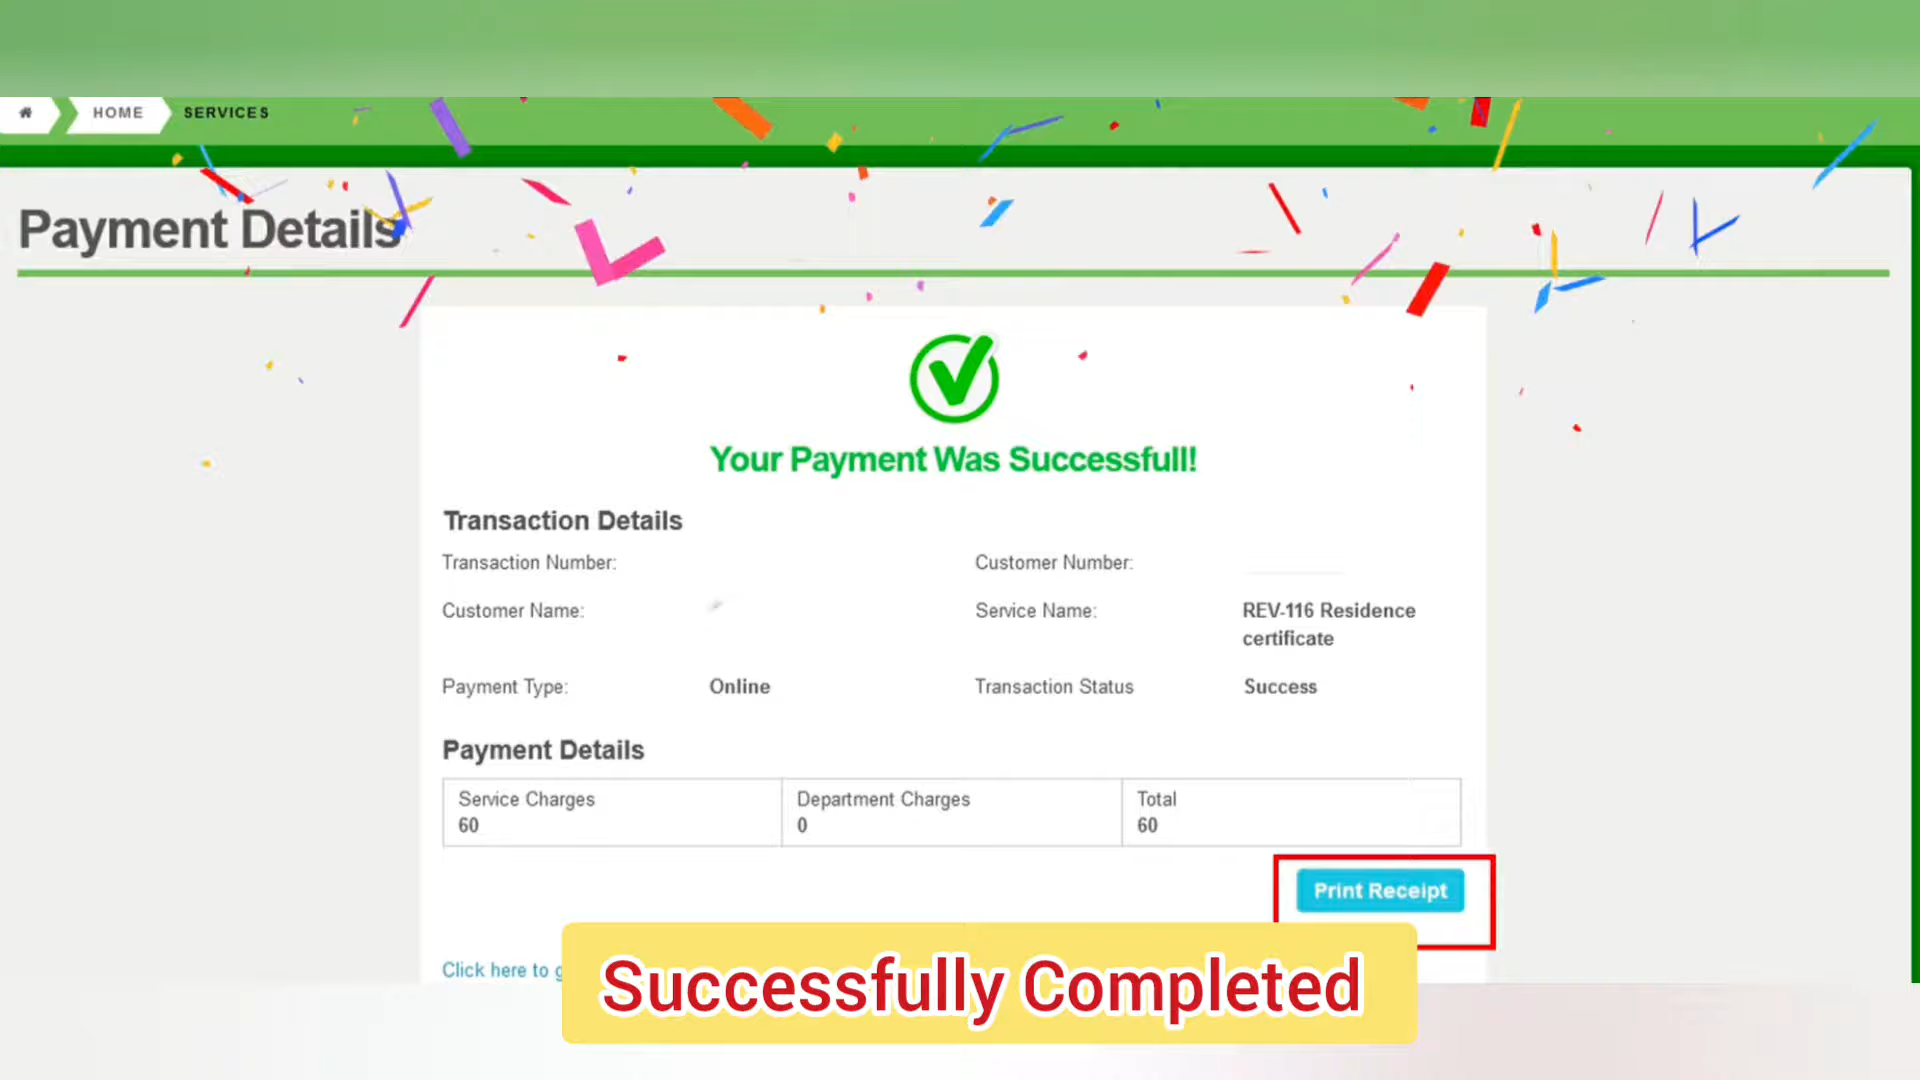 HOME SERVICES
Payment Details
Your Payment Was Successfull!
Transaction Details
Transaction Number: Customer Number:
Customer Name: Service Name: REV-116 Residence
certificate
Payment Type: Online Transaction Status Success
Payment Details
Service Charges Department Charges Total
60 0 60
Print Receipt
Click here to
Successfully Completed